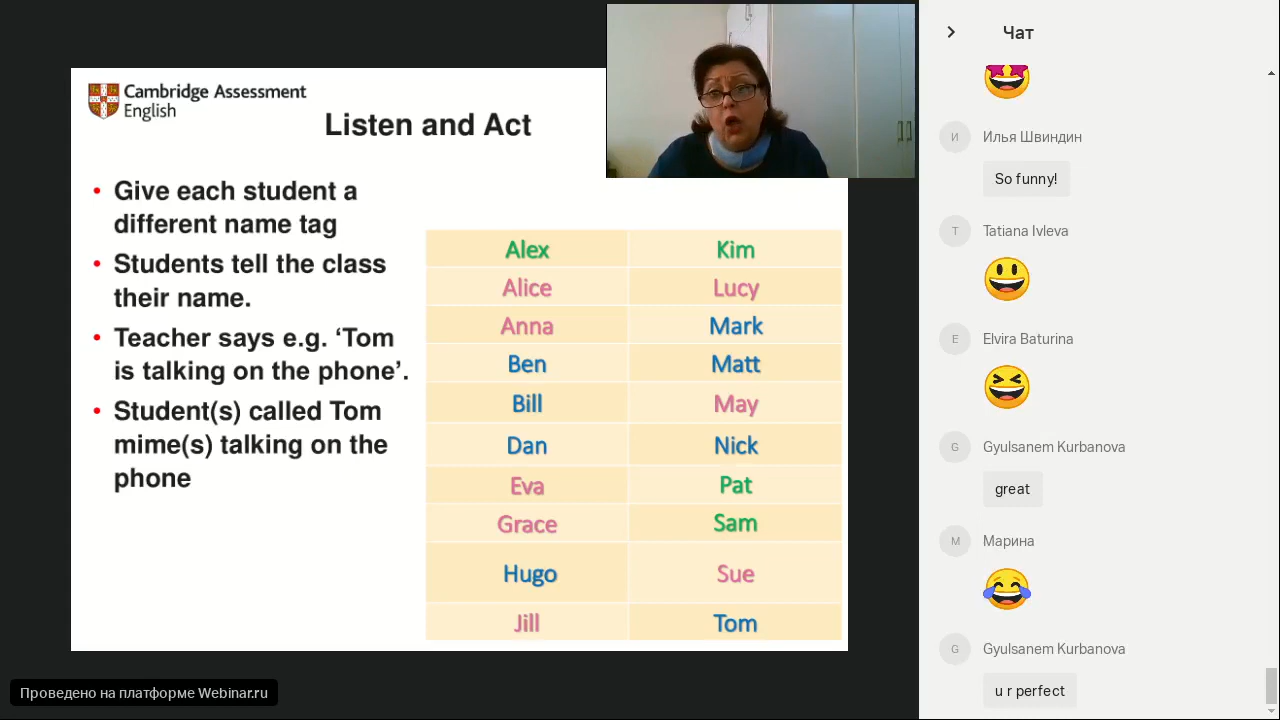 Cambridge Assessment
English
Listen and Act
• Give each student a
different name tag
• Students tell the class
their name.
• Teacher says e.g. ‘Tom
is talking on the phone’.
• Student(s) called Tom
mime(s) talking on the
phone
Alex Kim
Alice Lucy
Anna Mark
Ben Matt
Bill May
Dan Nick
Eva Pat
Grace Sam
Hugo Sue
Jill Tom
Проведено на платформе Webinar.ru
Чат
И Илья Швиндин
So funny!
T Tatiana Ivleva
E Elvira Baturina
G Gyulsanem Kurbanova
great
М Марина
G Gyulsanem Kurbanova
u r perfect